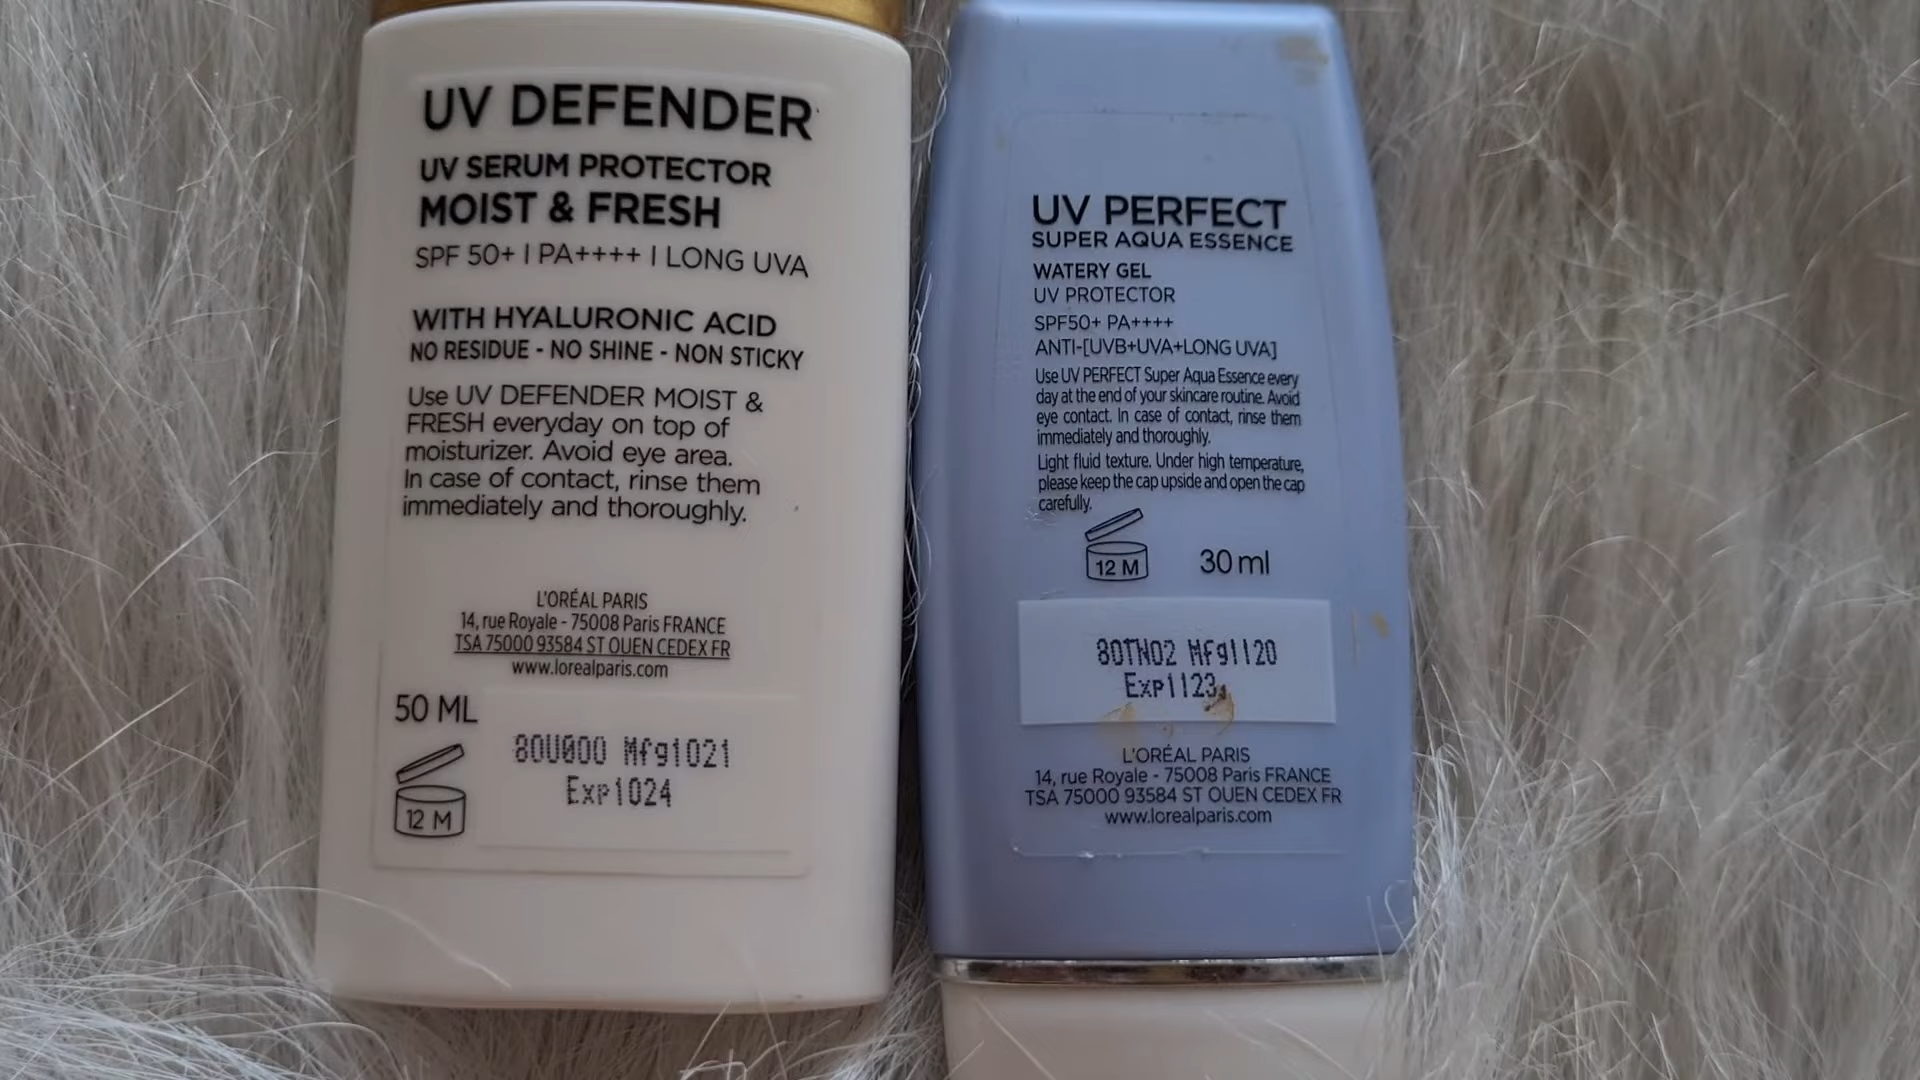 UV DEFENDER
UV SERUM PROTECTOR
MOIST & FRESH
SPF 50+ I PA++++ I LONG UVA
WITH HYALURONIC ACID
NO RESIDUE - NO SHINE - NON STICKY
Use UV DEFENDER MOIST &
FRESH everyday on top of
moisturizer. Avoid eye area.
In case of contact, rinse them
immediately and thoroughly.
L'ORÉAL PARIS
14, rue Royale - 75008 Paris FRANCE
TSA 75000 93584 ST OUEN CEDEX FR
www.lorealparis.com
50 ML
80U000 Mfg1021
Exp1024
12 M
UV PERFECT
SUPER AQUA ESSENCE
WATERY GEL
UV PROTECTOR
SPF50+ PA++++
ANTI-[UVB+UVA+LONG UVA]
Use UV PERFECT Super Aqua Essence every
day at the end of your skincare routine. Avoid
eye contact. In case of contact, rinse them
immediately and thoroughly.
Light fluid texture. Under high temperature,
please keep the cap upside and open the cap
carefully.
12 M
30 ml
80TN02 Mfg1120
Exp1123
L'ORÉAL PARIS
14, rue Royale - 75008 Paris FRANCE
TSA 75000 93584 ST OUEN CEDEX FR
www.lorealparis.com